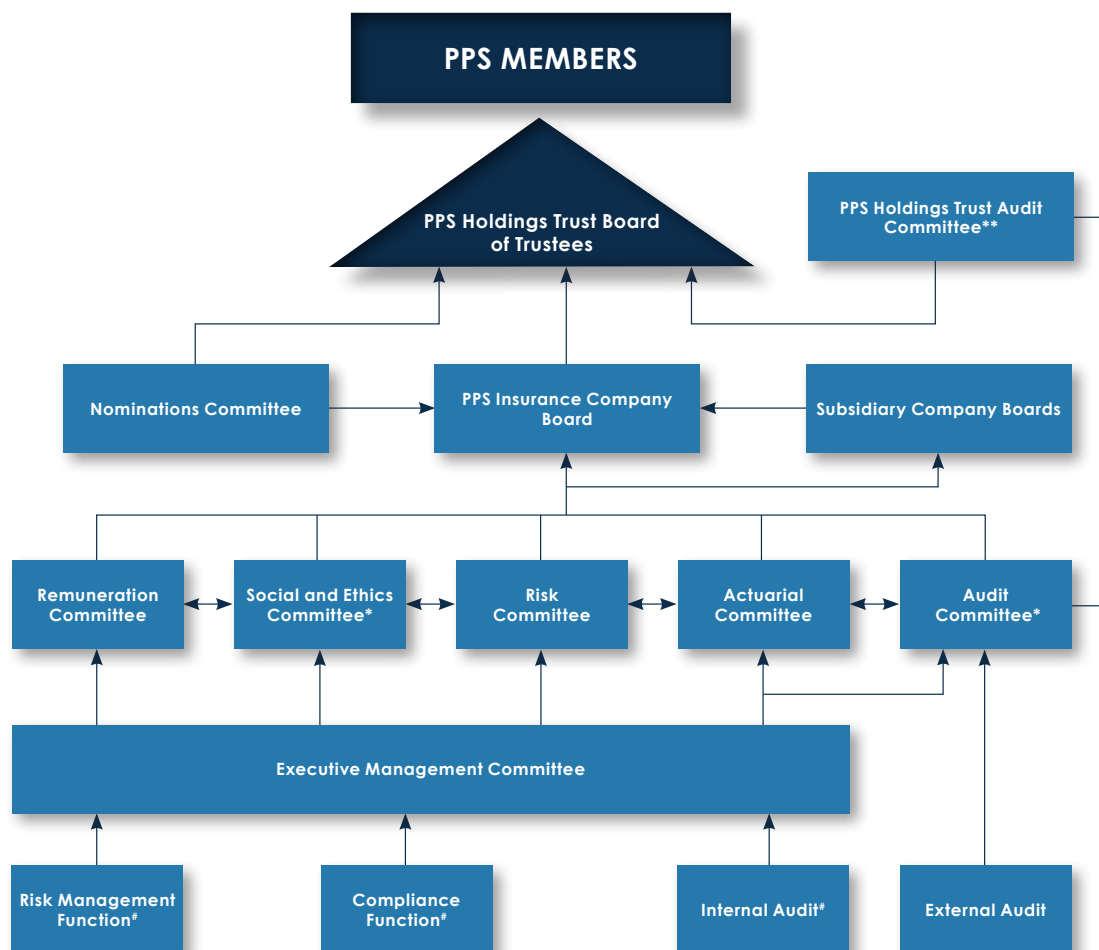 PPS MEMBERS
PPS Holdings Trust Board
of Trustees
PPS Holdings Trust Audit
Committee**
Nominations Committee
PPS Insurance Company
Board
Subsidiary Company Boards
Remuneration
Committee
Social and Ethics
Committee*
Risk
Committee
Actuarial
Committee
Audit
Committee*
Executive Management Committee
Risk Management
Function#
Compliance
Function#
Internal Audit#
External Audit